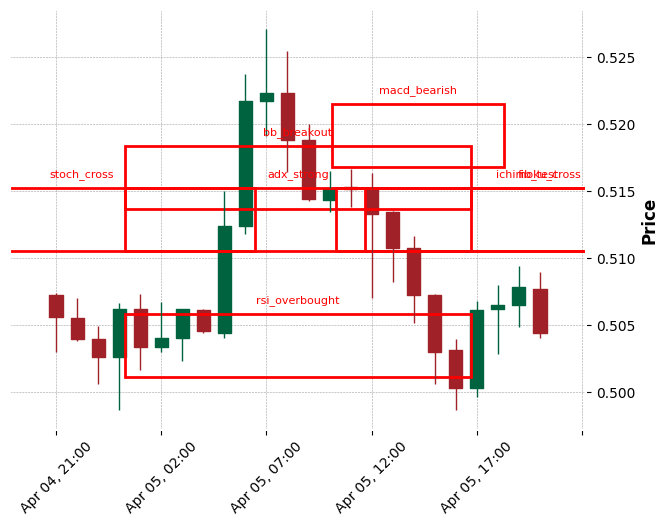 0.525
macd_bearish
0.520
bb_breakout
stoch_cross
adx_strong
0.515
Price
0.510
rsi_overbought
0.505
0.500
Apr 04, 21:00
Apr 05, 02:00
Apr 05, 07:00
Apr 05, 12:00
Apr 05, 17:00